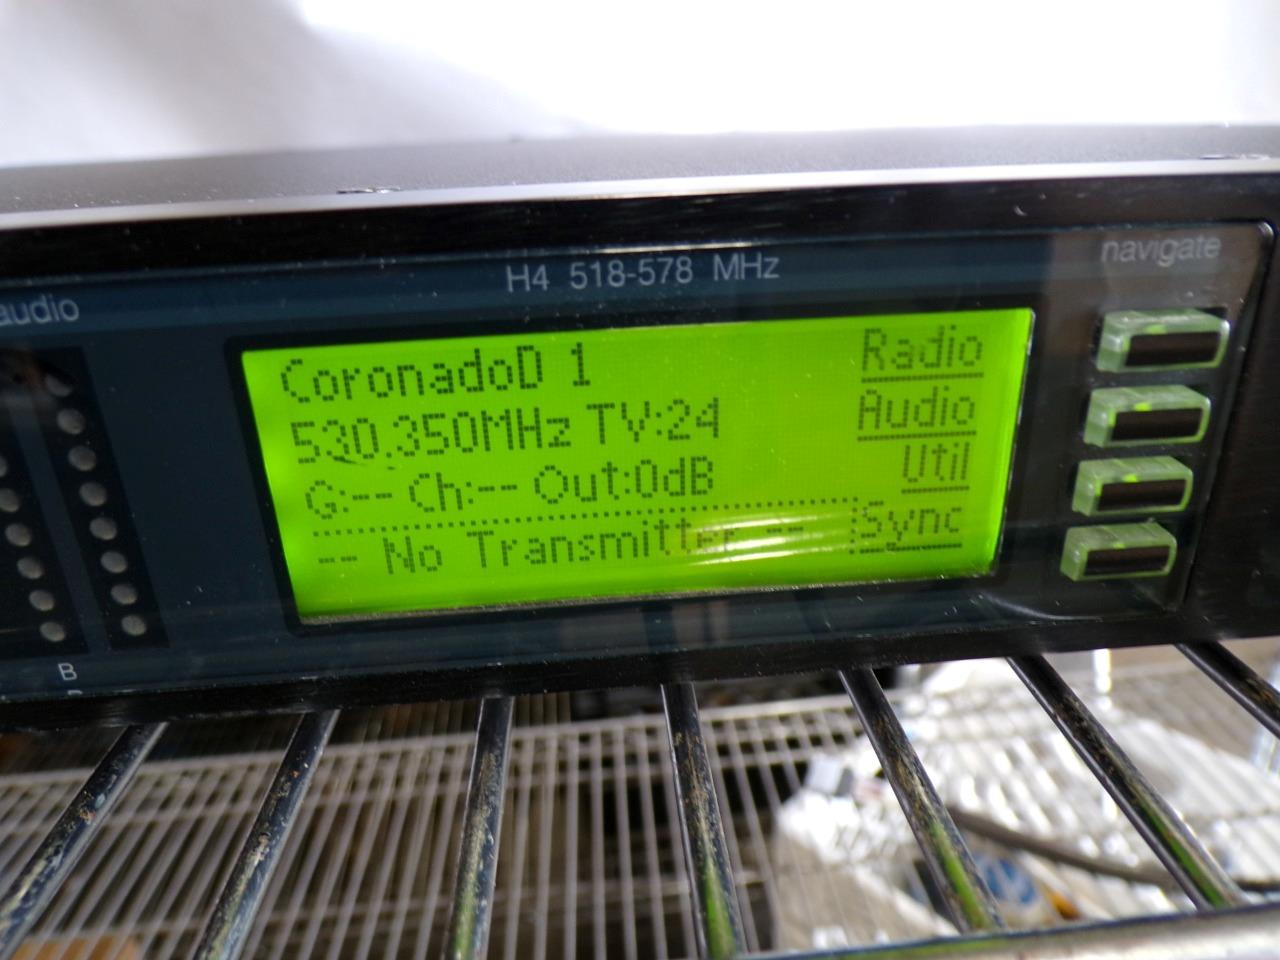 audio
H4 518-578 MHz
navigate
CoronadoD 1
Radio
530.350MHz TV:24
Audio
G:-- Ch:-- Out:0dB
Util
-- No Transmitter --
Sync
B